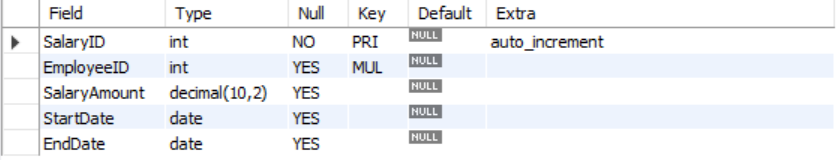 Field Type Null Key Default Extra
SalaryID int NO PRI NULL auto_increment
EmployeeID int YES MUL NULL
SalaryAmount decimal(10,2) YES NULL
StartDate date YES NULL
EndDate date YES NULL